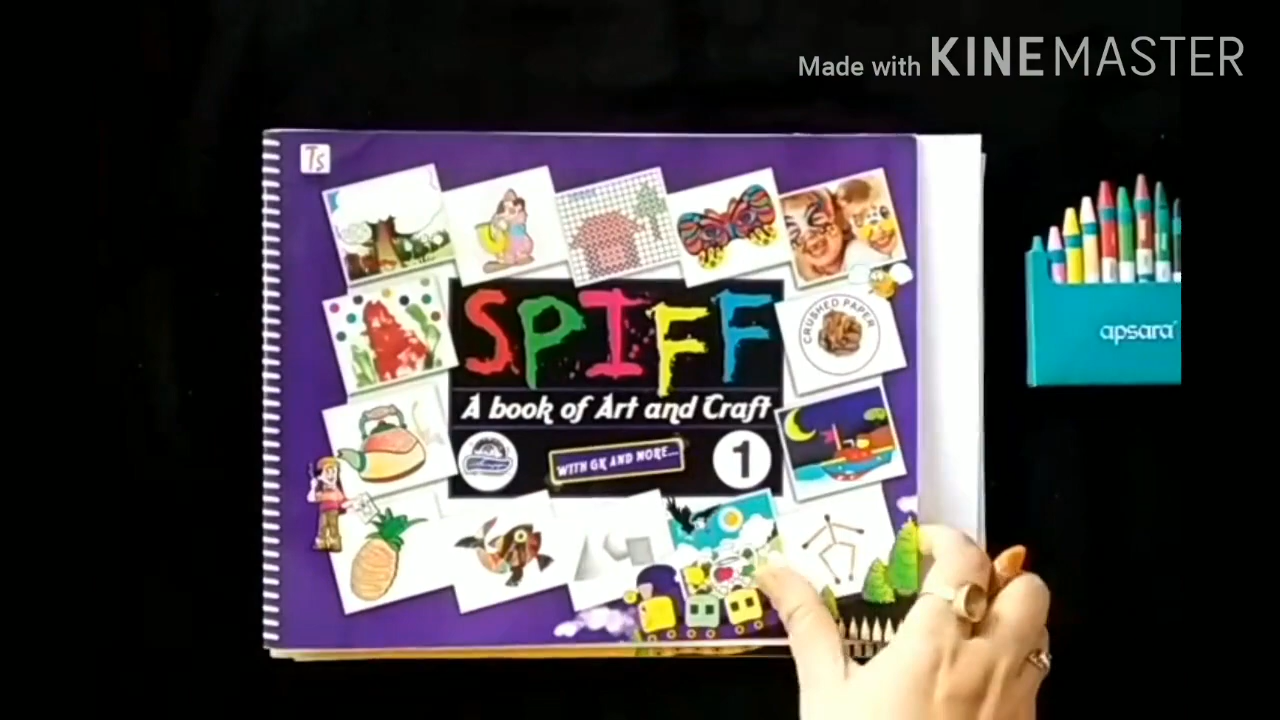 Made with KINEMASTER
Ts
SPIFF
CRUSHED PAPER
A book of Art and Craft
WITH GK AND MORE...
1
apsara